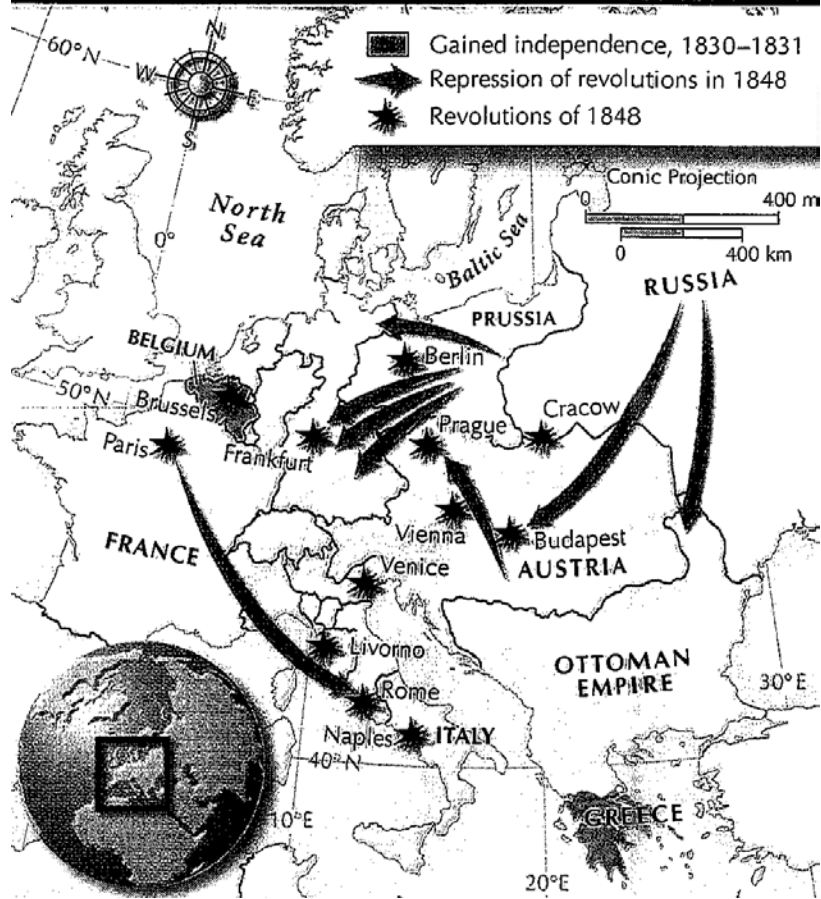 N
60°N
W
E
S
Gained independence, 1830–1831
Repression of revolutions in 1848
Revolutions of 1848
Conic Projection
0 400 m
0 400 km
North
Sea
0°
Baltic Sea
RUSSIA
PRUSSIA
BELGIUM
Berlin
50°N
Brussels
Cracow
Paris
Frankfurt
Prague
Vienna
Budapest
FRANCE
AUSTRIA
Venice
Livorno
OTTOMAN
EMPIRE
30°E
Rome
Naples
ITALY
40°N
GREECE
10°E
20°E